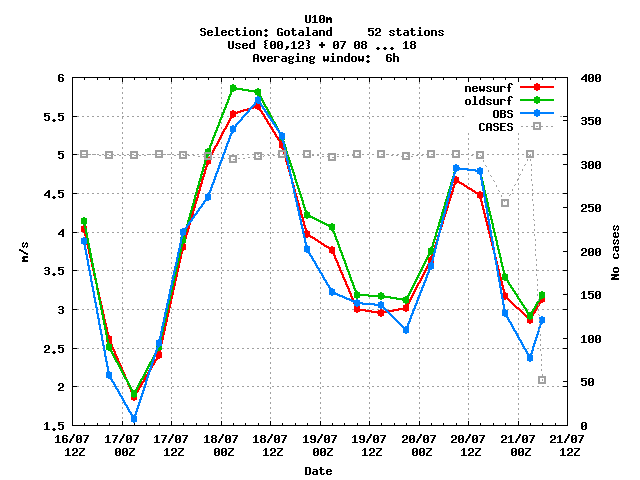 U10m
Selection: Gotaland     52 stations
Used {00,12} + 07 08 ... 18
Averaging window:  6h
newsurf
oldsurf
OBS
CASES
6
5,5
5
4,5
4
3,5
3
2,5
2
1,5
m/s
400
350
300
250
200
150
100
50
0
No cases
16/07 17/07 17/07 18/07 18/07 19/07 19/07 20/07 20/07 21/07 21/07
12Z 00Z 12Z 00Z 12Z 00Z 12Z 00Z 12Z 00Z 12Z
Date